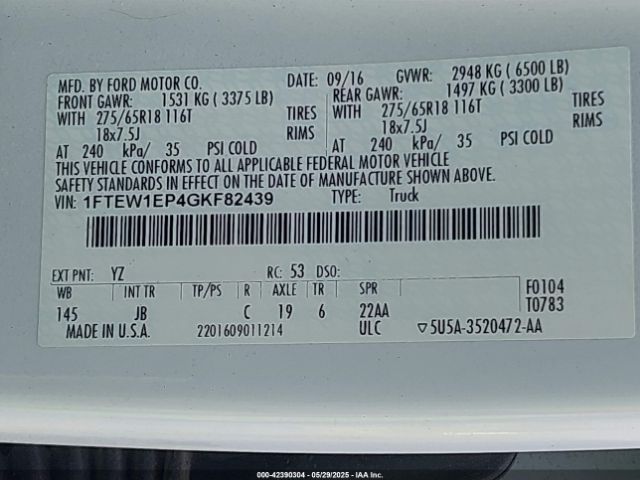 MFD. BY FORD MOTOR CO. DATE: 09/16 GVWR: 2948 KG ( 6500 LB)
FRONT GAWR: 1531 KG ( 3375 LB) REAR GAWR: 1497 KG ( 3300 LB)
WITH 275/65R18 116T TIRES WITH 275/65R18 116T TIRES
18x7.5J RIMS 18x7.5J RIMS
AT 240 kPa/ 35 PSI COLD AT 240 kPa/ 35 PSI COLD
THIS VEHICLE CONFORMS TO ALL APPLICABLE FEDERAL MOTOR VEHICLE
SAFETY STANDARDS IN EFFECT ON THE DATE OF MANUFACTURE SHOWN ABOVE.
VIN: 1FTEW1EP4GKF82439 TYPE: Truck
EXT PNT: YZ RC: 53 DSO:
WB INT TR TP/PS R AXLE TR SPR F0104
145 JB C 19 6 22AA T0783
MADE IN U.S.A. 2201609011214 ULC ▽5U5A-3520472-AA
000-42390304 - 05/29/2025 - IAA Inc.